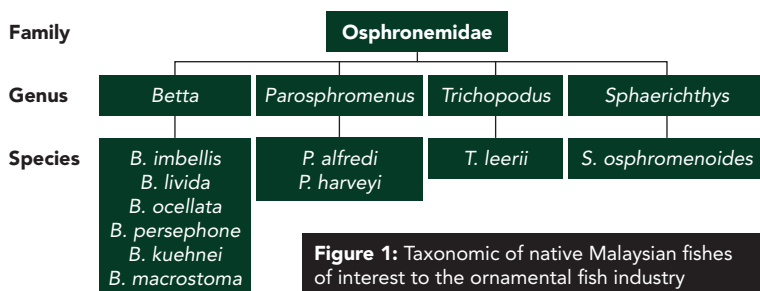 Family
Osphronemidae
Genus
Betta
Parosphromenus
Trichopodus
Sphaerichthys
Species
B. imbellis
B. livida
B. ocellata
B. persephone
B. kuehnei
B. macrostoma
P. alfredi
P. harveyi
T. leerii
S. osphromenoides
Figure 1: Taxonomic of native Malaysian fishes
of interest to the ornamental fish industry